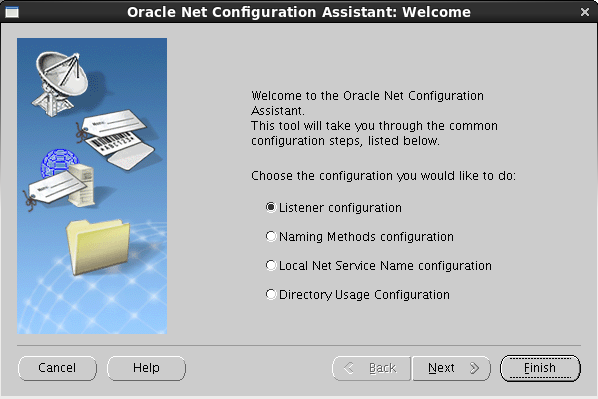 Oracle Net Configuration Assistant: Welcome
Welcome to the Oracle Net Configuration
Assistant.
This tool will take you through the common
configuration steps, listed below.
Choose the configuration you would like to do:
Listener configuration
Naming Methods configuration
Local Net Service Name configuration
Directory Usage Configuration
Cancel
Help
Back
Next
Finish